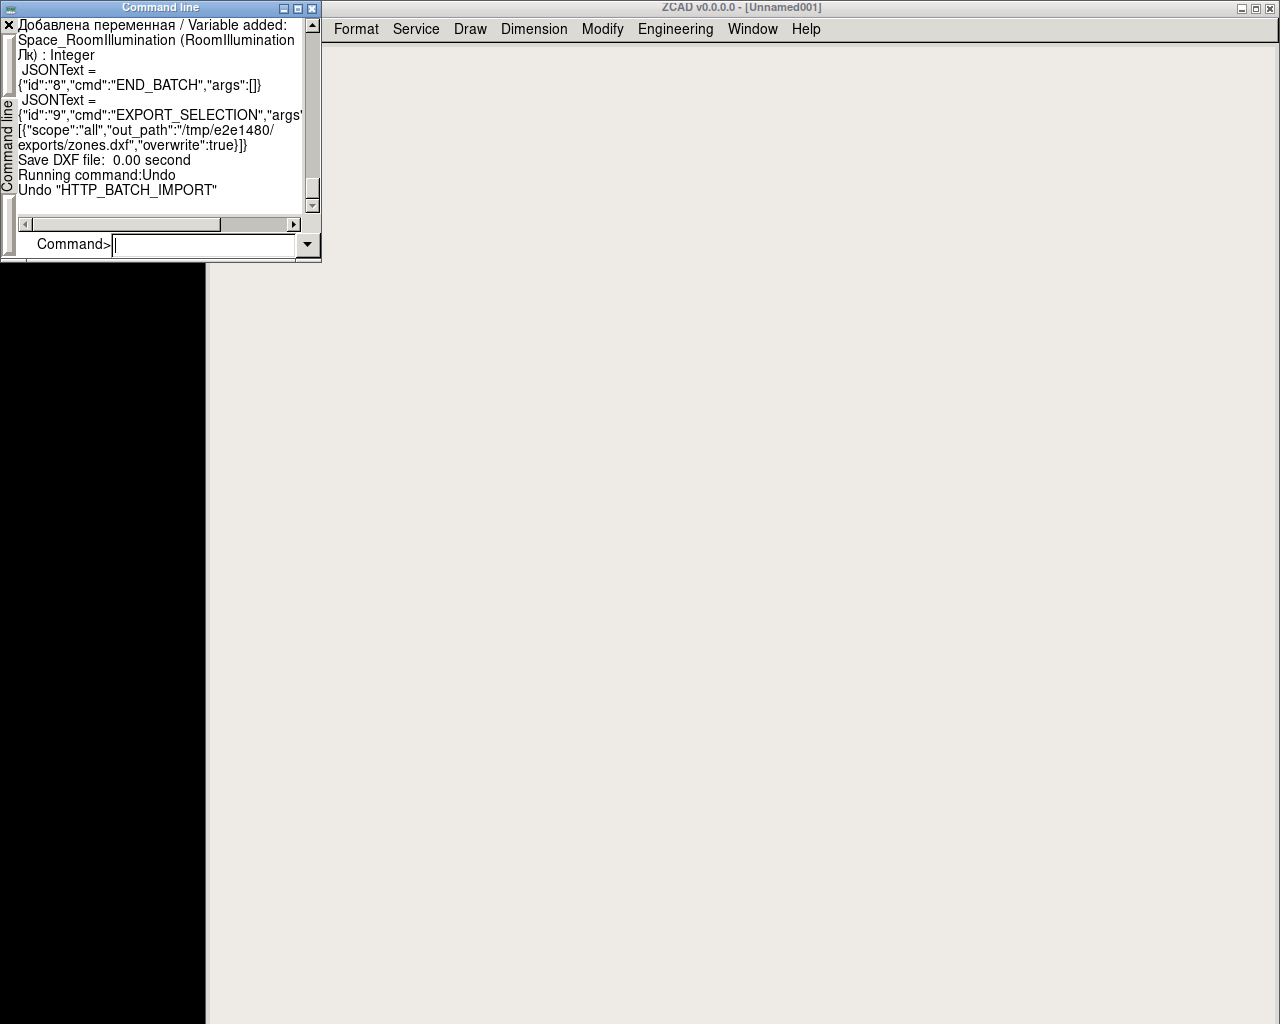 Command line
ZCAD v0.0.0.0 - [Unnamed001]
Format Service Draw Dimension Modify Engineering Window Help
Добавлена переменная / Variable added:
Space_RoomIllumination (RoomIllumination
Лк) : Integer
JSONText =
{"id":"8","cmd":"END_BATCH","args":[]}
JSONText =
{"id":"9","cmd":"EXPORT_SELECTION","args"
[{"scope":"all","out_path":"/tmp/e2e1480/
exports/zones.dxf","overwrite":true}]}
Save DXF file:  0.00 second
Running command:Undo
Undo "HTTP_BATCH_IMPORT"
Command line
Command>